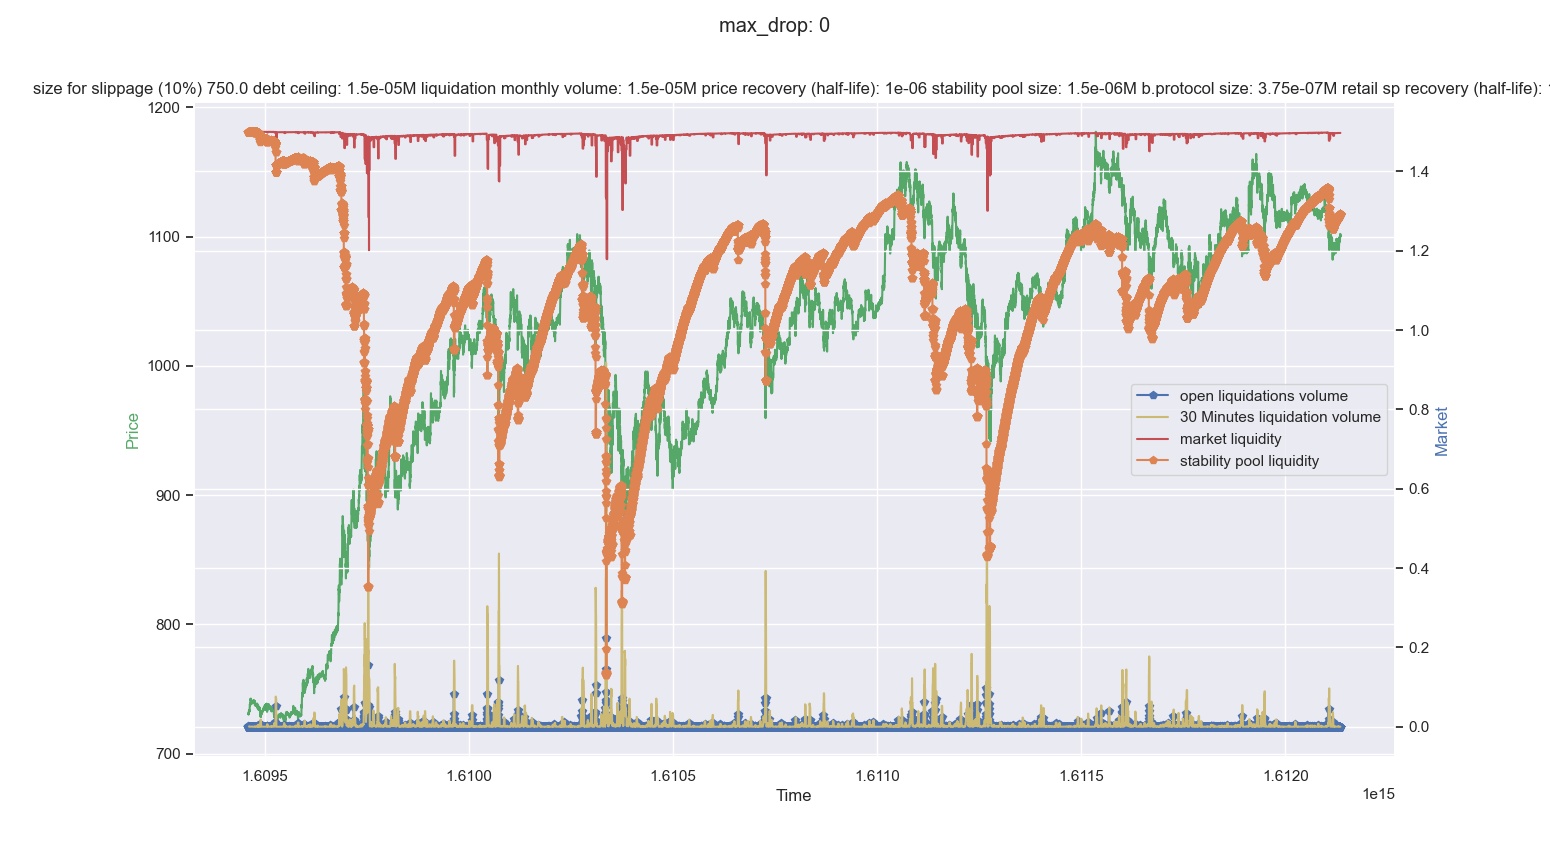 max_drop: 0
size for slippage (10%) 750.0 debt ceiling: 1.5e-05M liquidation monthly volume: 1.5e-05M price recovery (half-life): 1e-06 stability pool size: 1.5e-06M b.protocol size: 3.75e-07M retail sp recovery (half-life):
1200
1100
1000
900
800
700
Price
1.4
1.2
1.0
0.8
0.6
0.4
0.2
0.0
Market
open liquidations volume
30 Minutes liquidation volume
market liquidity
stability pool liquidity
1.6095
1.6100
1.6105
1.6110
1.6115
1.6120
Time
1e15